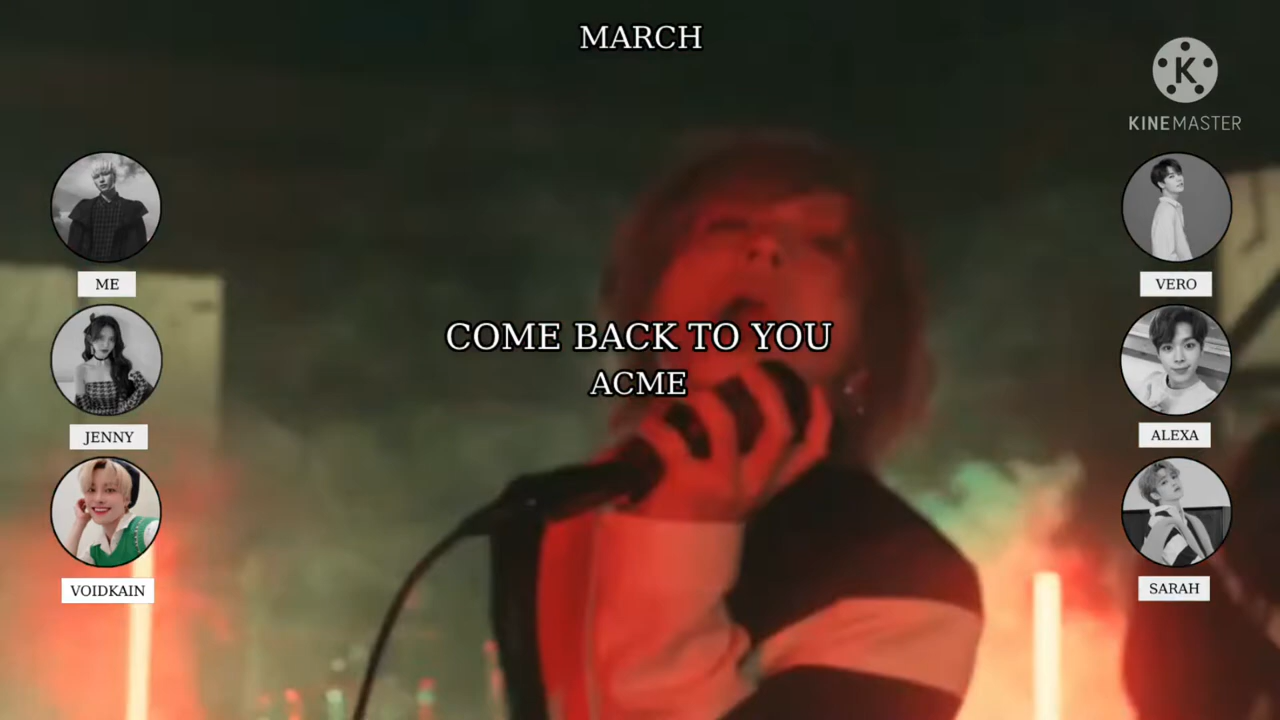 MARCH
K
KINEMASTER
COME BACK TO YOU
ACME
ME
JENNY
VOIDKAIN
VERO
ALEXA
SARAH